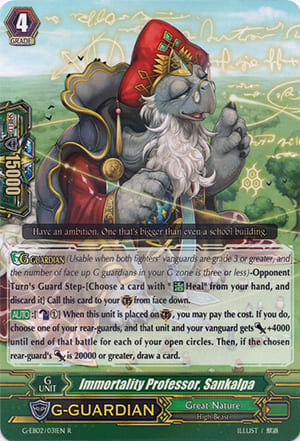 4
GRADE
15000
Have an ambition. One that's bigger than even a school building.
G GUARDIAN (Usable when both fighters' vanguards are grade 3 or greater, and
the number of face up G guardians in your G zone is three or less)-Opponent
Turn's Guard Step-[Choose a card with " Heal" from your hand, and
discard it] Call this card to your from face down.
AUTO : When this unit is placed on , you may pay the cost. If you do,
choose one of your rear-guards, and that unit and your vanguard gets +4000
until end of that battle for each of your open circles. Then, if the chosen
rear-guard's is 20000 or greater, draw a card.
G
UNIT
Immortality Professor, Sankalpa
G-GUARDIAN
Great Nature
High Beast
G-EB02/031EN R
ILLUST /